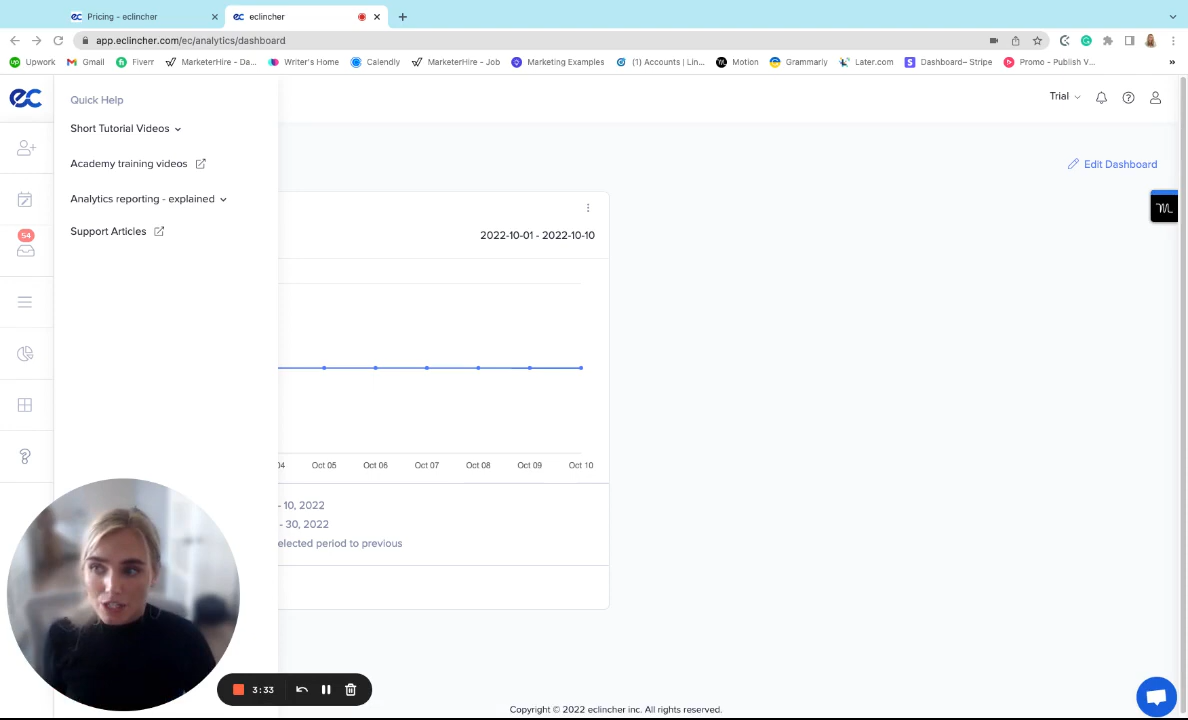 Pricing - eclincher
eclincher
app.eclincher.com/ec/analytics/dashboard
Upwork
Gmail
Fiverr
MarketerHire - Da...
Writer's Home
Calendly
MarketerHire - Job
Marketing Examples
(1) Accounts | Lin...
Motion
Grammarly
Later.com
Dashboard– Stripe
Promo - Publish V...
»
ec
Quick Help
Trial
Short Tutorial Videos
Academy training videos
Edit Dashboard
Analytics reporting - explained
Support Articles
2022-10-01 - 2022-10-10
54
04 Oct 05 Oct 06 Oct 07 Oct 08 Oct 09 Oct 10
- 10, 2022
- 30, 2022
elected period to previous
3:33
Copyright © 2022 eclincher inc. All rights reserved.